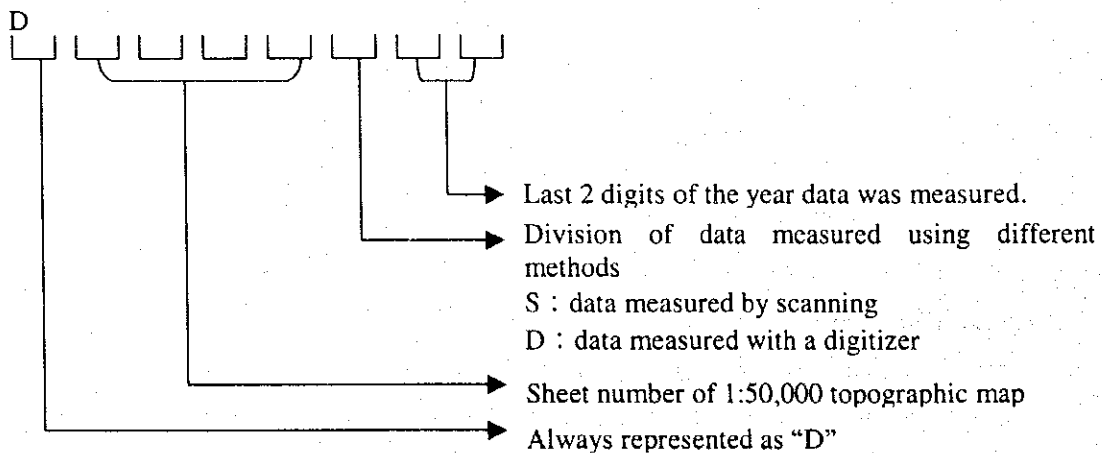 D
Last 2 digits of the year data was measured.
Division of data measured using different
methods
S : data measured by scanning
D : data measured with a digitizer
Sheet number of 1:50,000 topographic map
Always represented as “D”